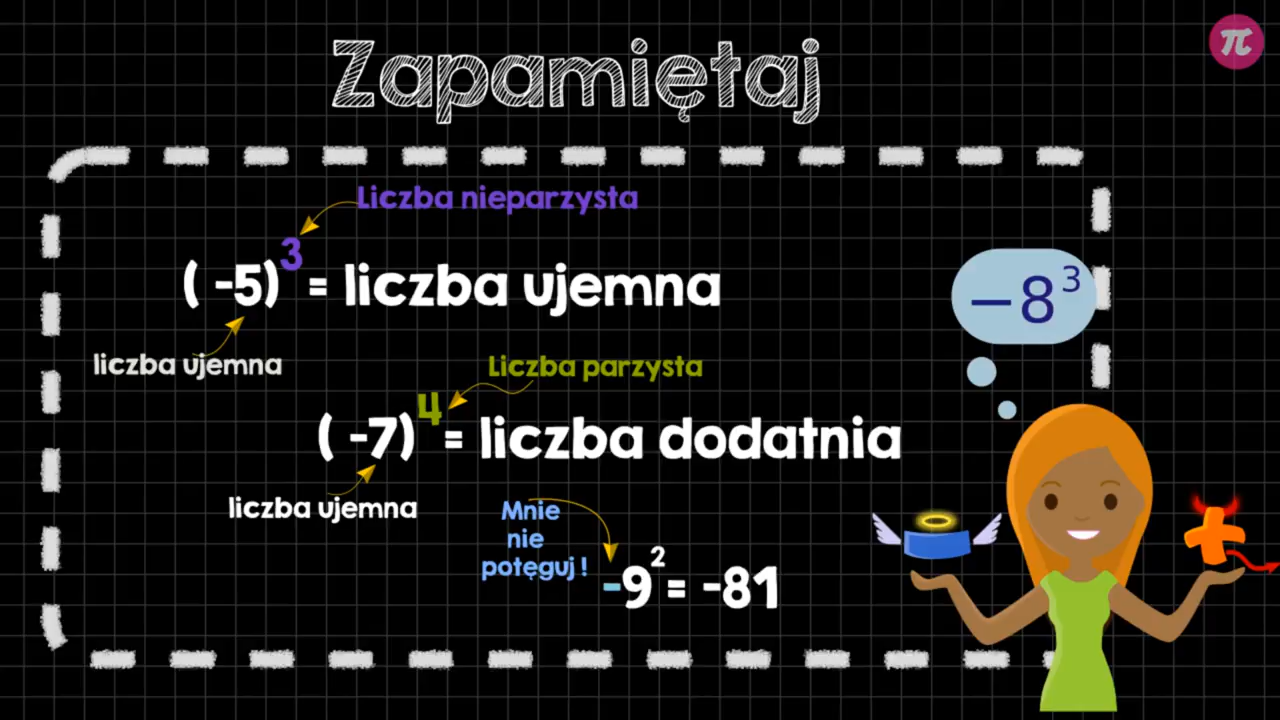 π
Zapamiętaj
Liczba nieparzysta
( -5)³ = liczba ujemna
liczba ujemna
−8³
Liczba parzysta
( -7)⁴ = liczba dodatnia
liczba ujemna
Mnie
nie
potęguj !
-9²= -81